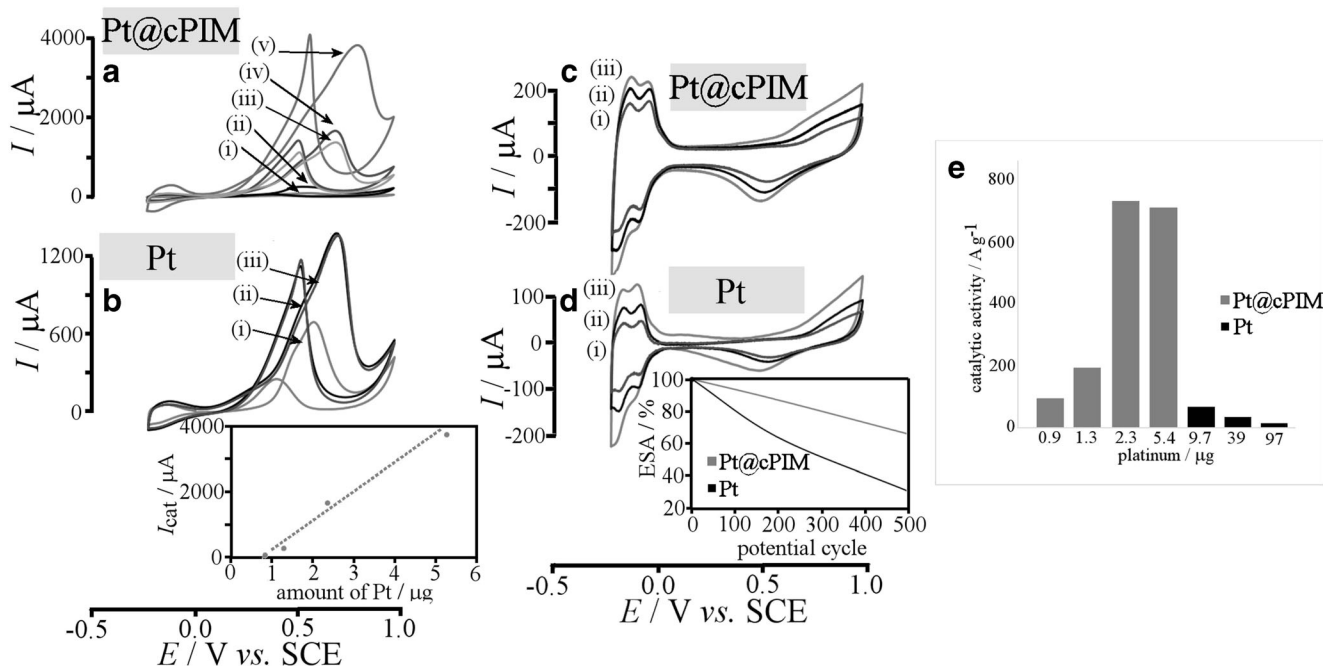 Pt@cPIM
a
4000
2000
0
I / μA
(v)
(iv)
(iii)
(ii)
(i)
Pt
b
1200
600
0
I / μA
(iii)
(ii)
(i)
4000
2000
0
Icat / μA
0 1 2 3 4 5 6
amount of Pt / μg
-0.5 0.0 0.5 1.0
E / V vs. SCE
c
Pt@cPIM
(iii)
(ii)
(i)
200
100
0
-200
I / μA
d
Pt
(iii)
(ii)
(i)
100
0
-100
-200
I / μA
100
80
60
40
20
ESA / %
Pt@cPIM
Pt
0 100 200 300 400 500
potential cycle
-0.5 0.0 0.5 1.0
E / V vs. SCE
e
800
600
400
200
0
catalytic activity / Ag-1
Pt@cPIM
Pt
0.9 1.3 2.3 5.4 9.7 39 97
platinum / μg